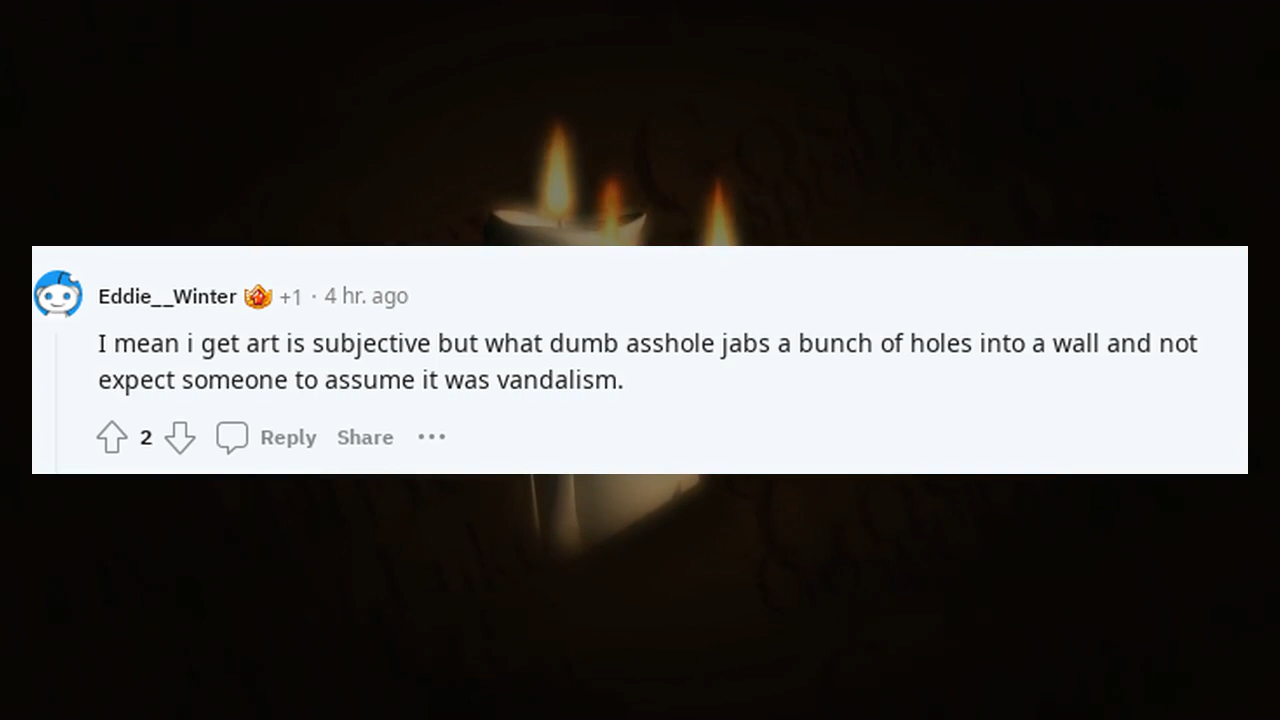 Eddie__Winter +1 · 4 hr. ago
I mean i get art is subjective but what dumb asshole jabs a bunch of holes into a wall and not
expect someone to assume it was vandalism.
2 Reply Share ···